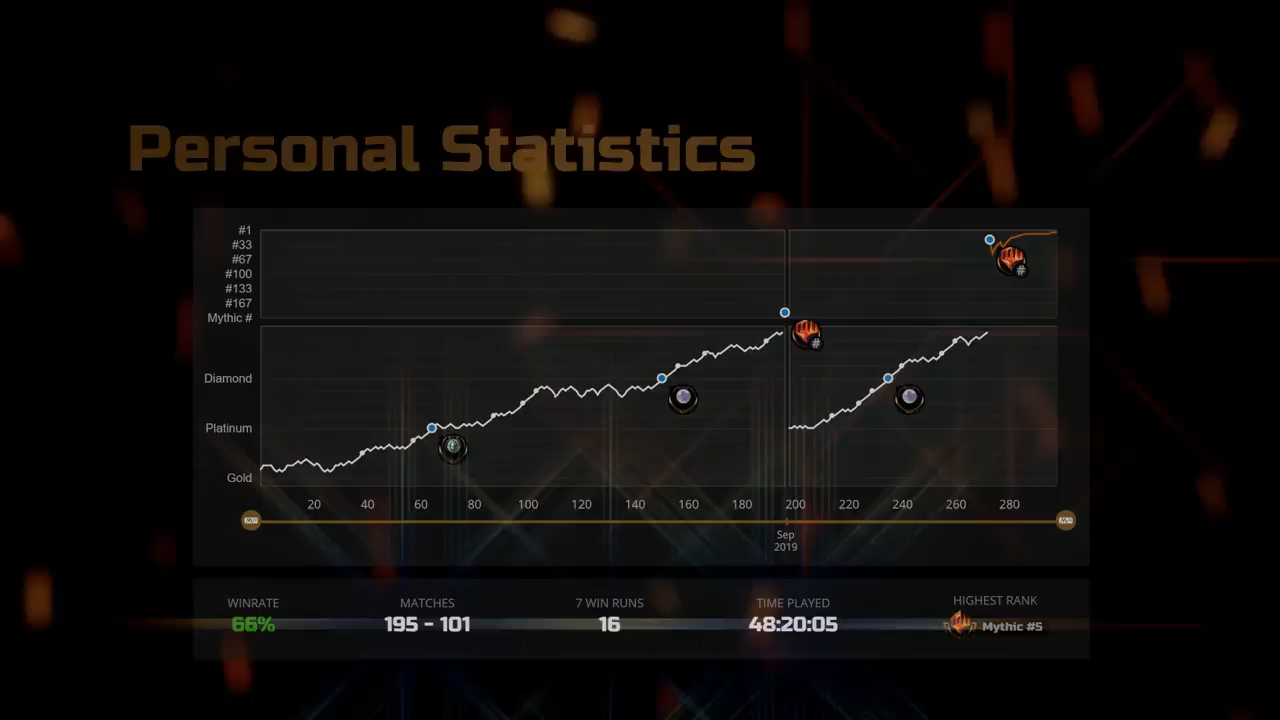 Personal Statistics
#1
#33
#67
#100
#133
#167
Mythic #
#
#
Diamond
Platinum
Gold
20 40 60 80 100 120 140 160 180 200 220 240 260 280
Sep
2019
WINRATE MATCHES 7 WIN RUNS TIME PLAYED HIGHEST RANK
66% 195 - 101 16 48:20:05 Mythic #5